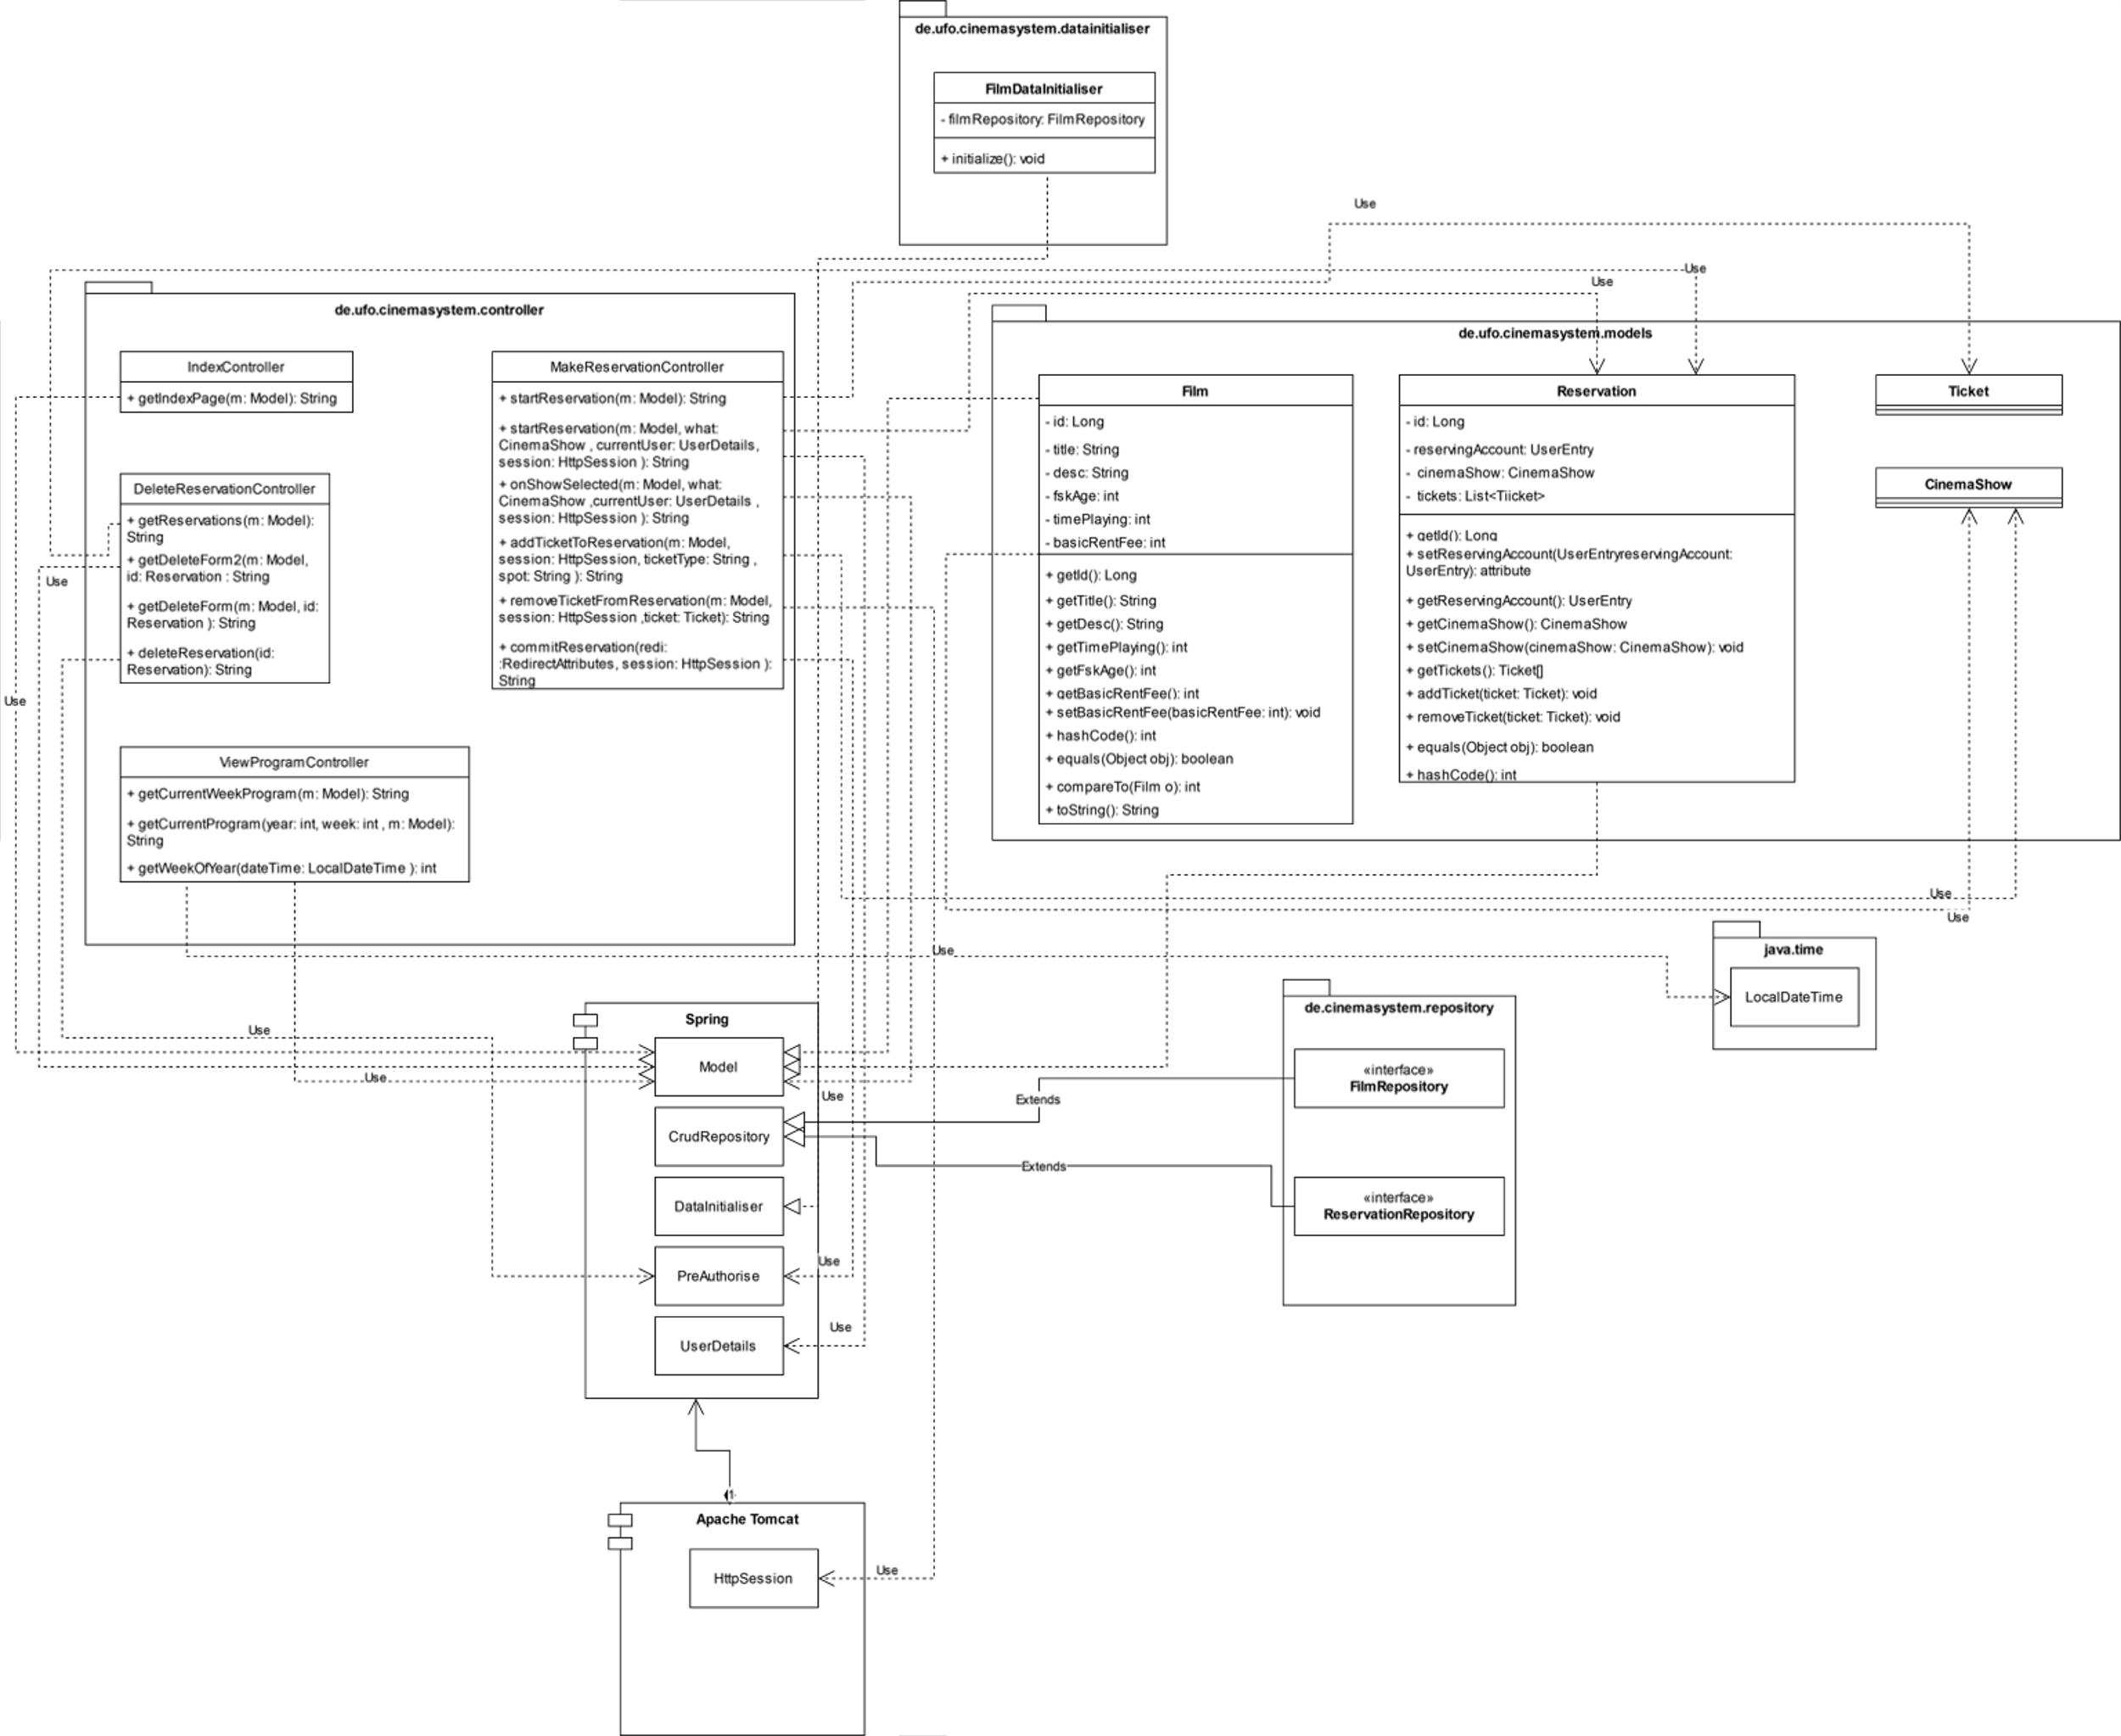 de.ufo.cinemasystem.datainitialiser
FilmDataInitialiser
- filmRepository: FilmRepository
+ initialize(): void
Use
Use
Use
de.ufo.cinemasystem.controller
IndexController
+ getIndexPage(m: Model): String
MakeReservationController
+ startReservation(m: Model): String
+ startReservation(m: Model, what:
CinemaShow , currentUser: UserDetails,
session: HttpSession ): String
+ onShowSelected(m: Model, what:
CinemaShow ,currentUser: UserDetails ,
session: HttpSession ): String
+ addTicketToReservation(m: Model,
session: HttpSession, ticketType: String ,
spot: String ): String
+ removeTicketFromReservation(m: Model,
session: HttpSession ,ticket: Ticket): String
+ commitReservation(redi:
:RedirectAttributes, session: HttpSession ):
String
DeleteReservationController
+ getReservations(m: Model):
String
+ getDeleteForm2(m: Model,
id: Reservation : String
+ getDeleteForm(m: Model, id:
Reservation ): String
+ deleteReservation(id:
Reservation): String
Use
Use
ViewProgramController
+ getCurrentWeekProgram(m: Model): String
+ getCurrentProgram(year: int, week: int , m: Model):
String
+ getWeekOfYear(dateTime: LocalDateTime ): int
de.ufo.cinemasystem.models
Film
- id: Long
- title: String
- desc: String
- fskAge: int
- timePlaying: int
- basicRentFee: int
+ getId(): Long
+ getTitle(): String
+ getDesc(): String
+ getTimePlaying(): int
+ getFskAge(): int
+ getBasicRentFee(): int
+ setBasicRentFee(basicRentFee: int): void
+ hashCode(): int
+ equals(Object obj): boolean
+ compareTo(Film o): int
+ toString(): String
Reservation
- id: Long
- reservingAccount: UserEntry
- cinemaShow: CinemaShow
- tickets: List<Tiicket>
+ getId(): Long
+ setReservingAccount(UserEntryreservingAccount:
UserEntry): attribute
+ getReservingAccount(): UserEntry
+ getCinemaShow(): CinemaShow
+ setCinemaShow(cinemaShow: CinemaShow): void
+ getTickets(): Ticket[]
+ addTicket(ticket: Ticket): void
+ removeTicket(ticket: Ticket): void
+ equals(Object obj): boolean
+ hashCode(): int
Ticket
CinemaShow
Use
Use
Use
java.time
LocalDateTime
Use
Use
Spring
Model
CrudRepository
DataInitialiser
PreAuthorise
UserDetails
Use
Use
Use
Extends
Extends
de.cinemasystem.repository
«interface»
FilmRepository
«interface»
ReservationRepository
1
Apache Tomcat
HttpSession
Use